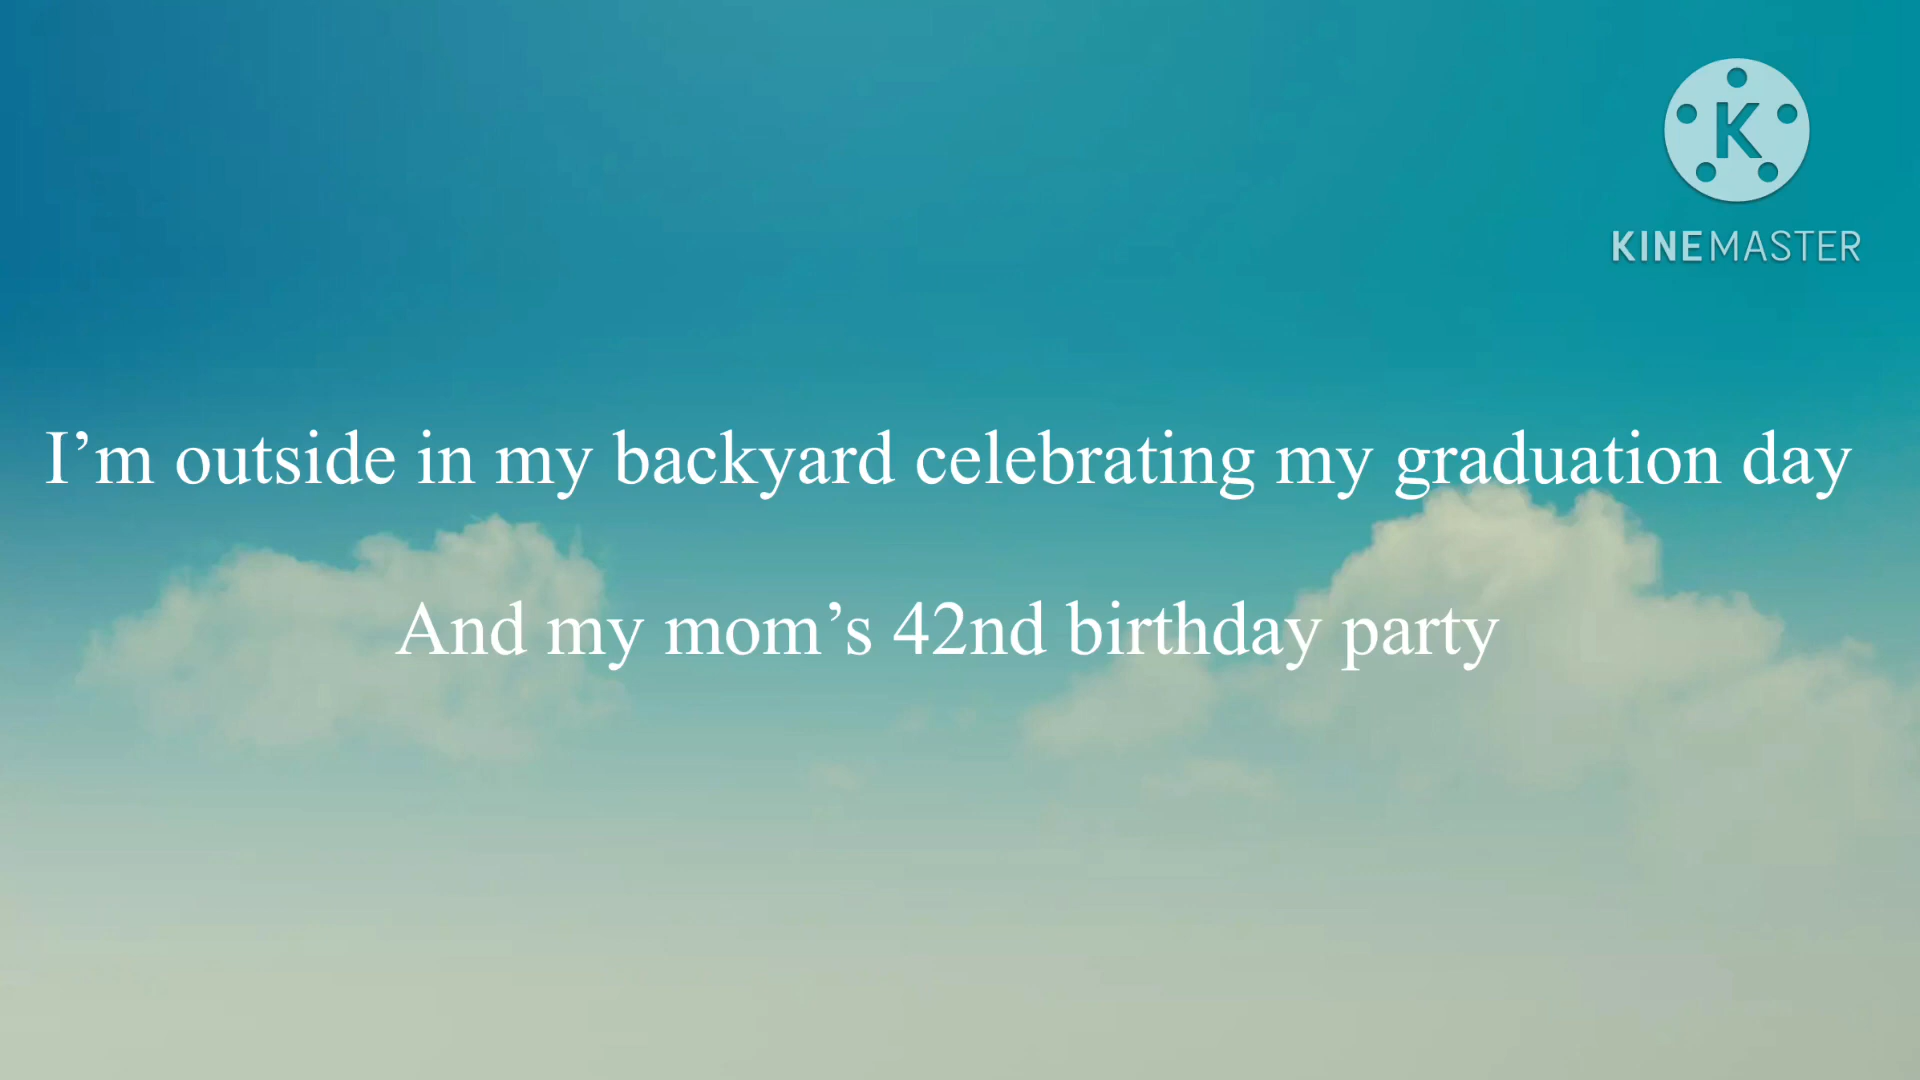 K
KINEMASTER
I’m outside in my backyard celebrating my graduation day
And my mom’s 42nd birthday party